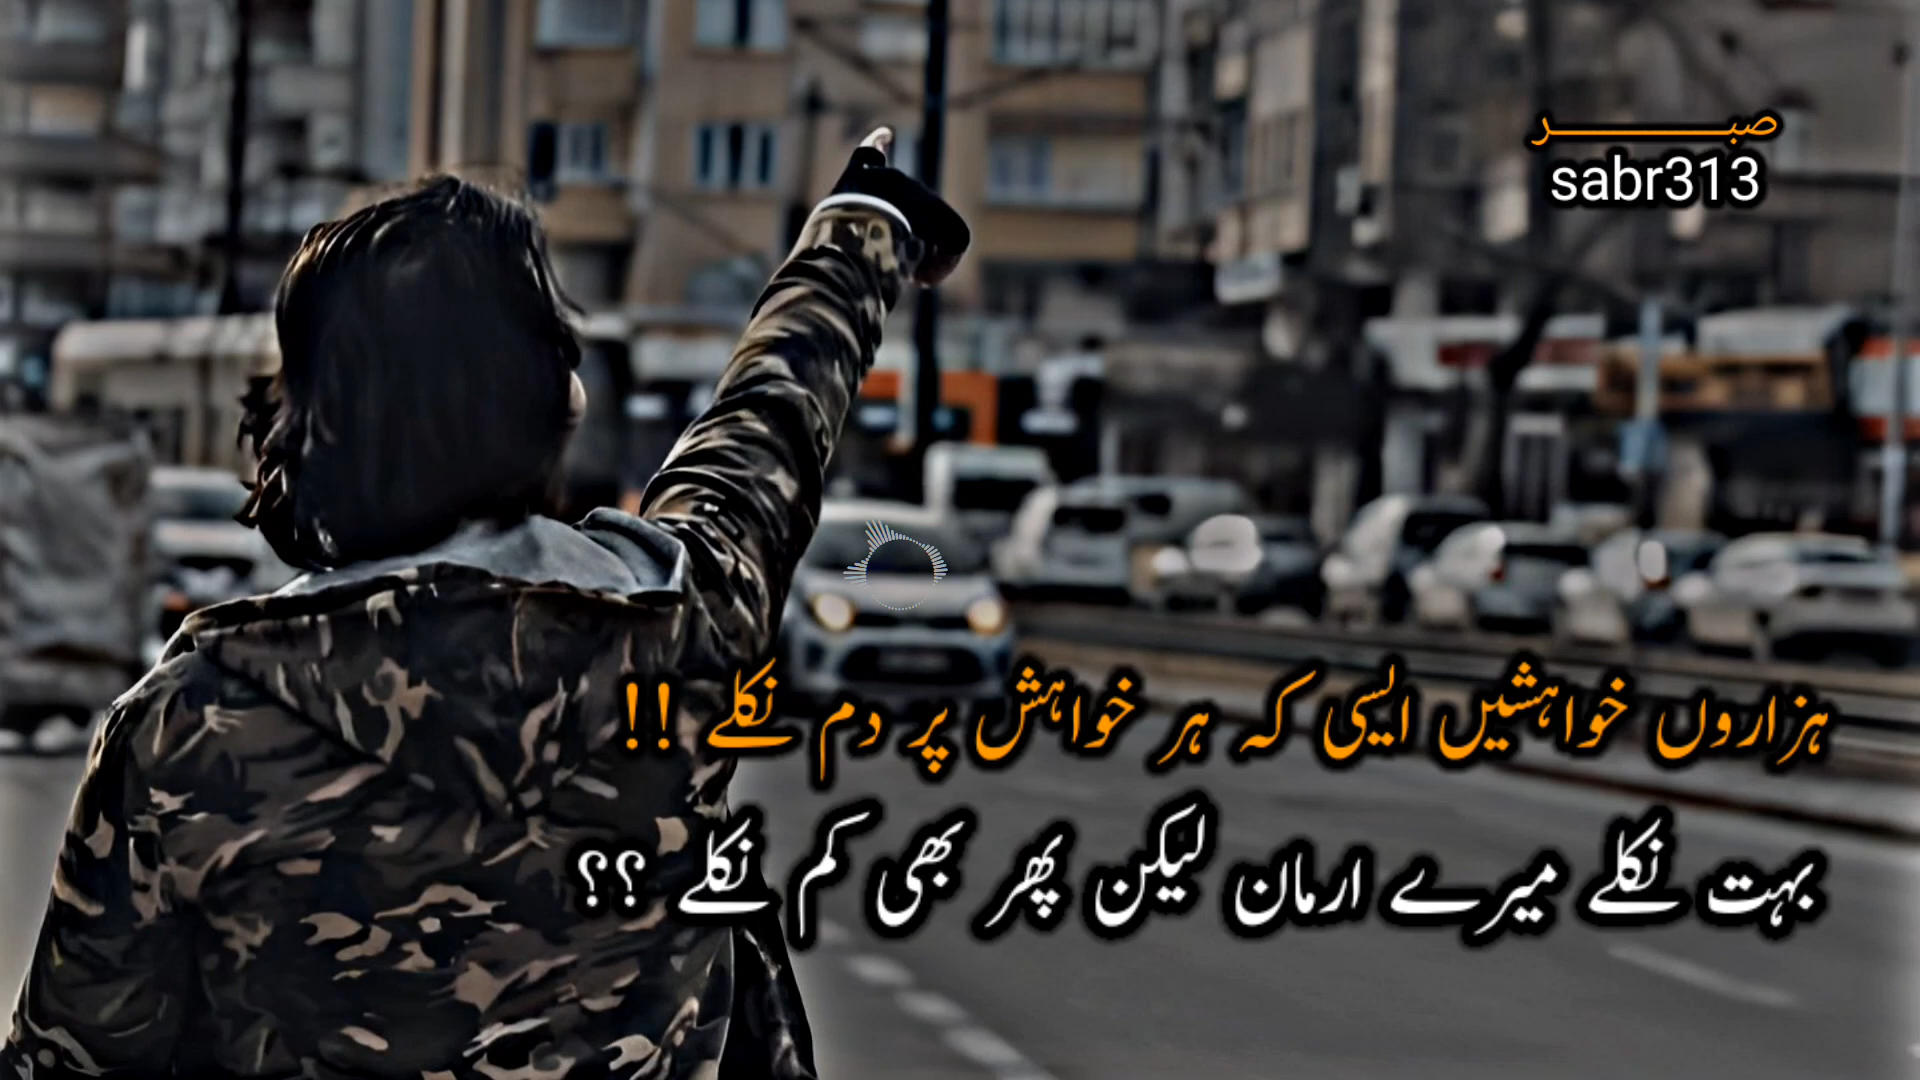 صبر
sabr313
ہزاروں خواہشیں ایسی کہ ہر خواہش پر دم نکلے !!
بہت نکلے میرے ارمان لیکن پھر بھی کم نکلے ؟؟